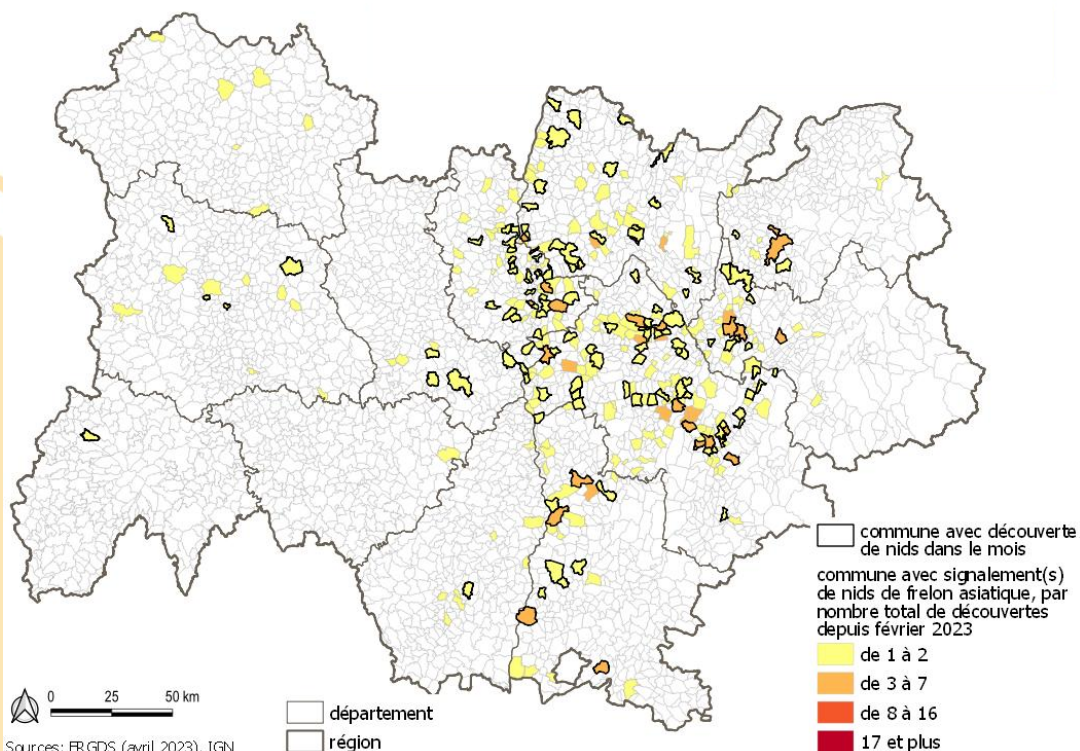 commune avec découverte
de nids dans le mois
commune avec signalement(s)
de nids de frelon asiatique, par
nombre total de découvertes
depuis février 2023
de 1 à 2
de 3 à 7
de 8 à 16
17 et plus
0 25 50 km
département
région
Sources: FRGDS (avril 2023), IGN